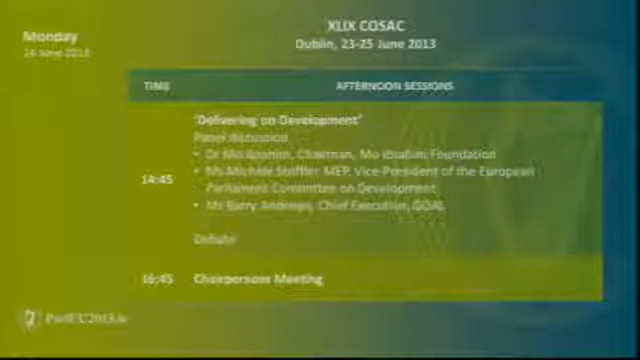 XLIX COSAC
Monday
Dublin, 23-25 June 2013
24 June 2013
TIME
AFTERNOON SESSIONS
"Delivering on Development"
Panel discussion
14:45
• Dr Mo Ibrahim, Chairman, Mo Ibrahim Foundation
• Ms Michèle Striffler MEP, Vice-President of the European
Parliament Committee on Development
• Mr Barry Andrews, Chief Executive, GOAL
Debate
16:45
Chairpersons Meeting
ParlEU2013.ie